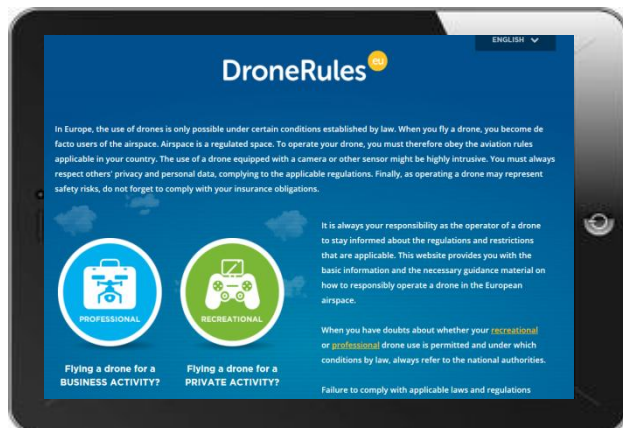 ENGLISH
DroneRules eu
In Europe, the use of drones is only possible under certain conditions established by law. When you fly a drone, you become de
facto users of the airspace. Airspace is a regulated space. To operate your drone, you must therefore obey the aviation rules
applicable in your country. The use of a drone equipped with a camera or other sensor might be highly intrusive. You must always
respect others' privacy and personal data, complying to the applicable regulations. Finally, as operating a drone may represent
safety risks, do not forget to comply with your insurance obligations.
PROFESSIONAL
Flying a drone for a
BUSINESS ACTIVITY?
RECREATIONAL
Flying a drone for a
PRIVATE ACTIVITY?
It is always your responsibility as the operator of a drone
to stay informed about the regulations and restrictions
that are applicable. This website provides you with the
basic information and the necessary guidance material on
how to responsibly operate a drone in the European
airspace.
When you have doubts about whether your recreational
or professional drone use is permitted and under which
conditions by law, always refer to the national authorities.
Failure to comply with applicable laws and regulations